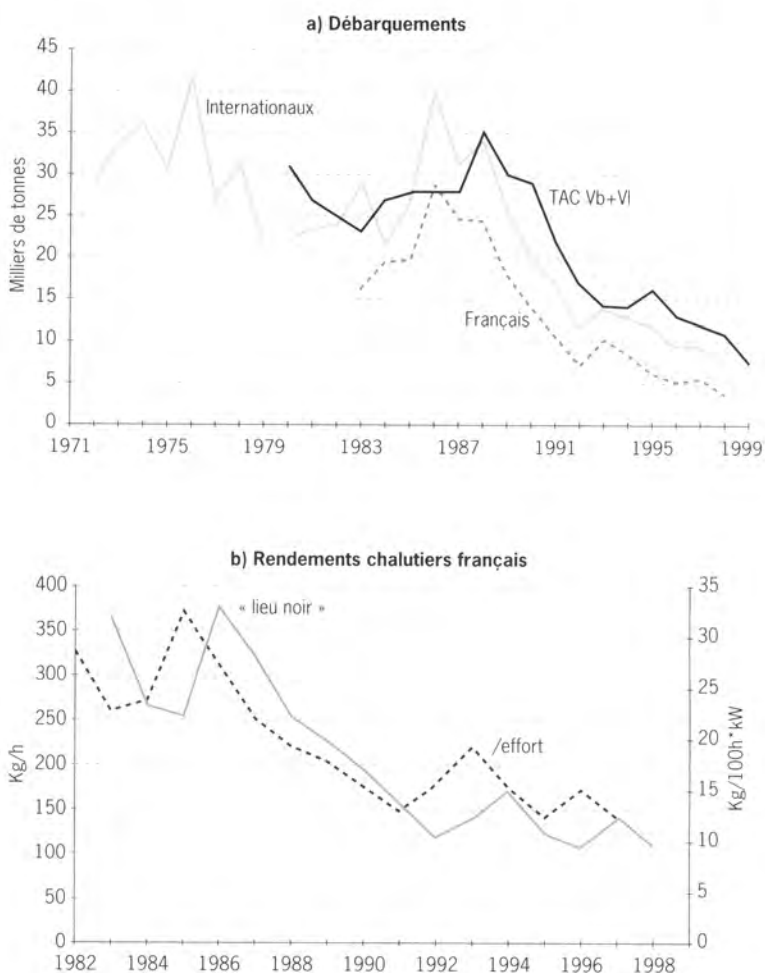 a) Débarquements
45
40
35
30
25
20
15
10
5
0
Milliers de tonnes
Internationaux
TAC Vb+VI
Français
1971 1975 1979 1983 1987 1991 1995 1999
b) Rendements chalutiers français
400
350
300
250
200
150
100
50
0
Kg/h
« lieu noir »
/effort
35
30
25
20
15
10
5
0
Kg/100h*kW
1982 1984 1986 1988 1990 1992 1994 1996 1998